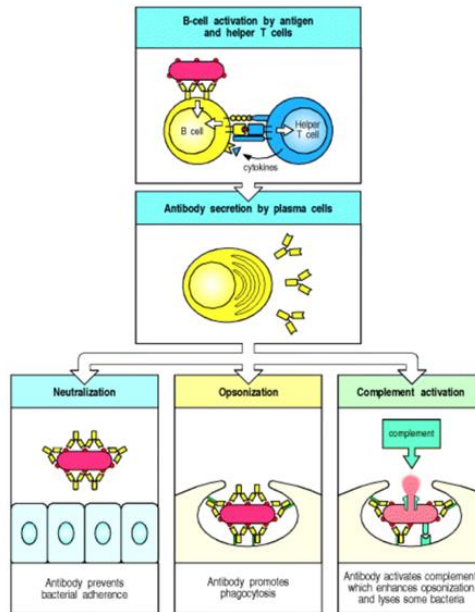 B-cell activation by antigen
and helper T cells
B cell
Helper
T cell
cytokines
Antibody secretion by plasma cells
Neutralization
Antibody prevents
bacterial adherence
Opsonization
Antibody promotes
phagocytosis
Complement activation
complement
Antibody activates complement,
which enhances opsonization
and lyses some bacteria